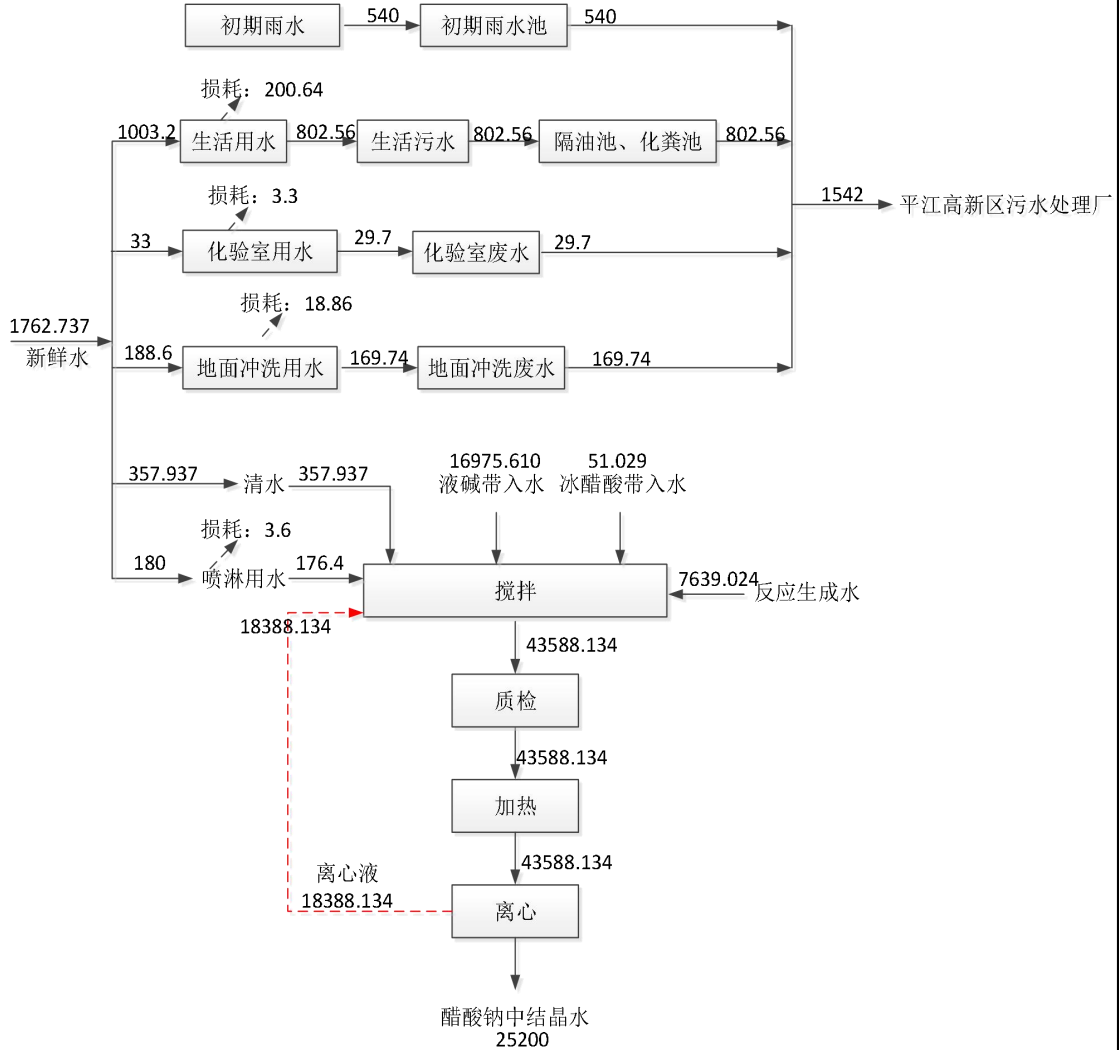 初期雨水
540
初期雨水池
540
损耗：200.64
1003.2
生活用水
802.56
生活污水
802.56
隔油池、化粪池
802.56
损耗：3.3
1542
平江高新区污水处理厂
33
化验室用水
29.7
化验室废水
29.7
损耗：18.86
1762.737
新鲜水
188.6
地面冲洗用水
169.74
地面冲洗废水
169.74
357.937
清水
357.937
16975.610
液碱带入水
51.029
冰醋酸带入水
损耗：3.6
180
喷淋用水
176.4
搅拌
7639.024
反应生成水
18388.134
43588.134
质检
43588.134
加热
43588.134
离心液
18388.134
离心
醋酸钠中结晶水
25200